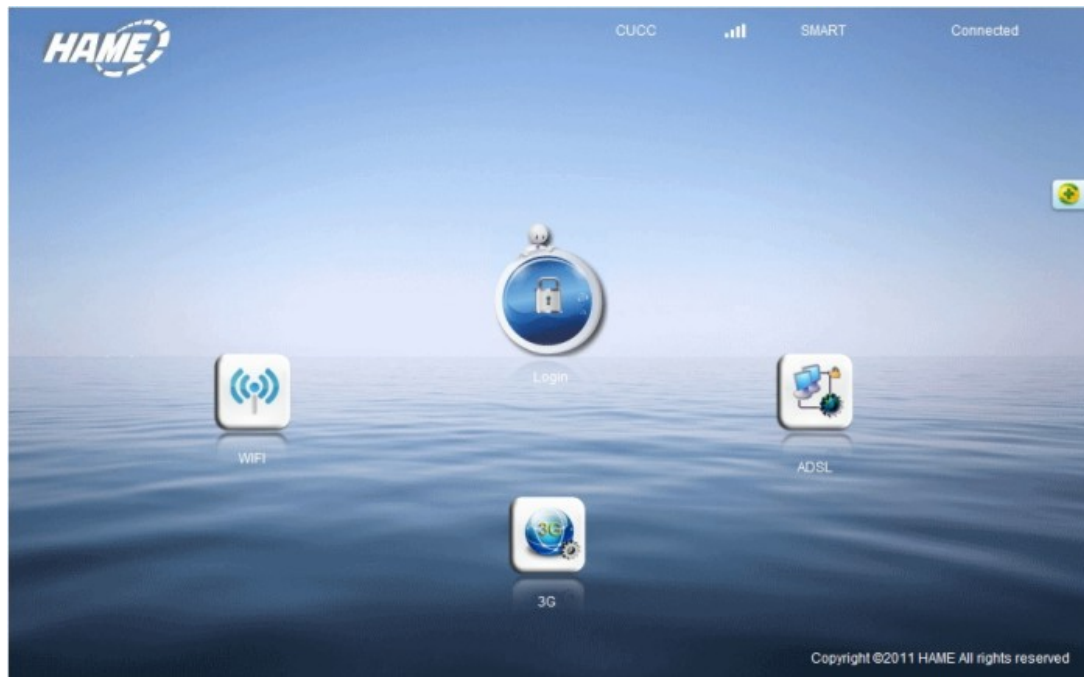 HAME
CUCC SMART Connected
Login
WIFI
ADSL
3G
3G
Copyright ©2011 HAME All rights reserved